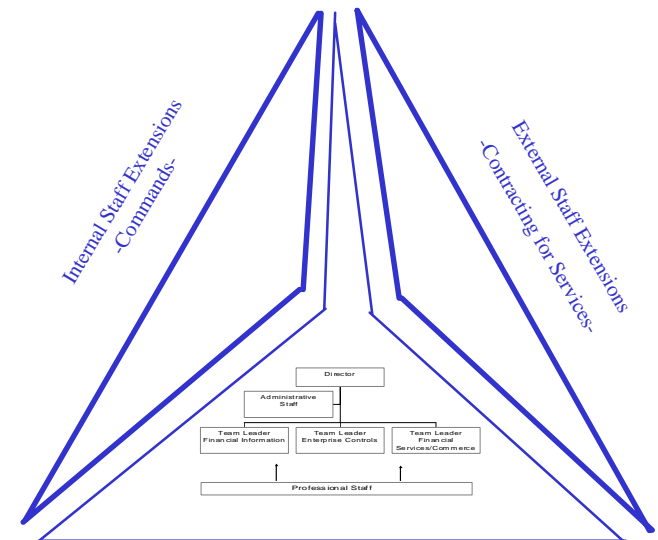 Internal Staff Extensions
-Commands-
External Staff Extensions
-Contracting for Services-
Director
Administrative
Staff
Team Leader
Financial Information
Team Leader
Enterprise Controls
Team Leader
Financial
Services/Commerce
Professional Staff